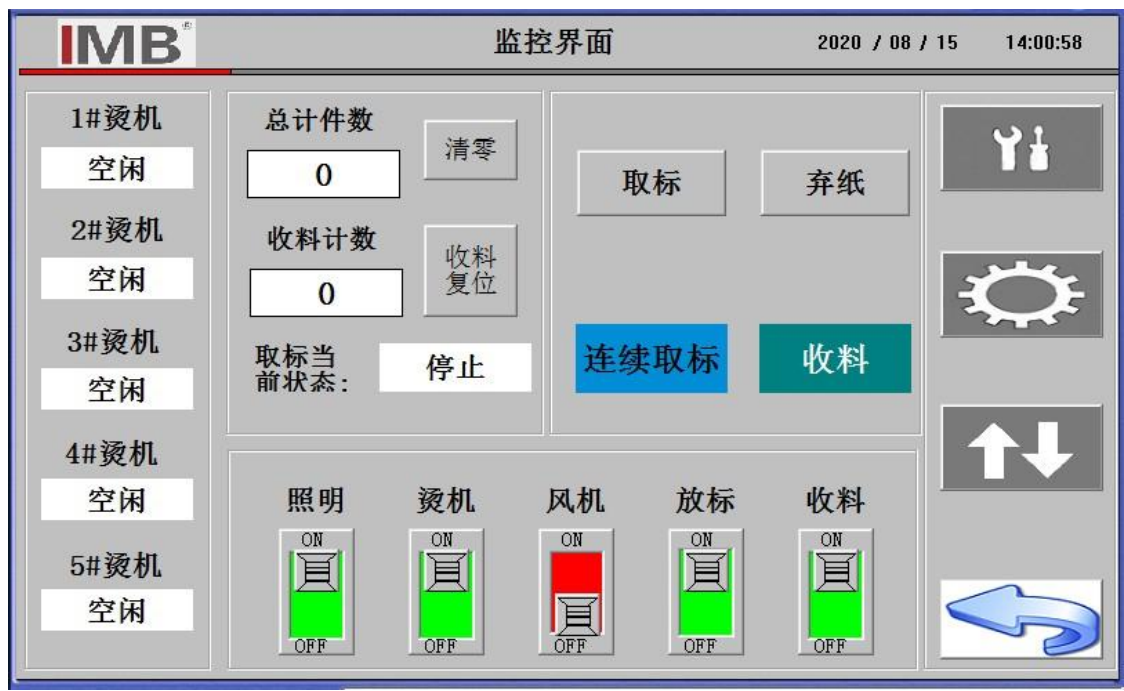 IMB®
监控界面
2020 / 08 / 15 14:00:58
1#烫机
空闲
2#烫机
空闲
3#烫机
空闲
4#烫机
空闲
5#烫机
空闲
总计件数
0
清零
收料计数
0
收料
复位
取标当
前状态:
停止
取标
弃纸
连续取标
收料
照明
烫机
风机
放标
收料
ON
ON
ON
ON
ON
OFF
OFF
OFF
OFF
OFF